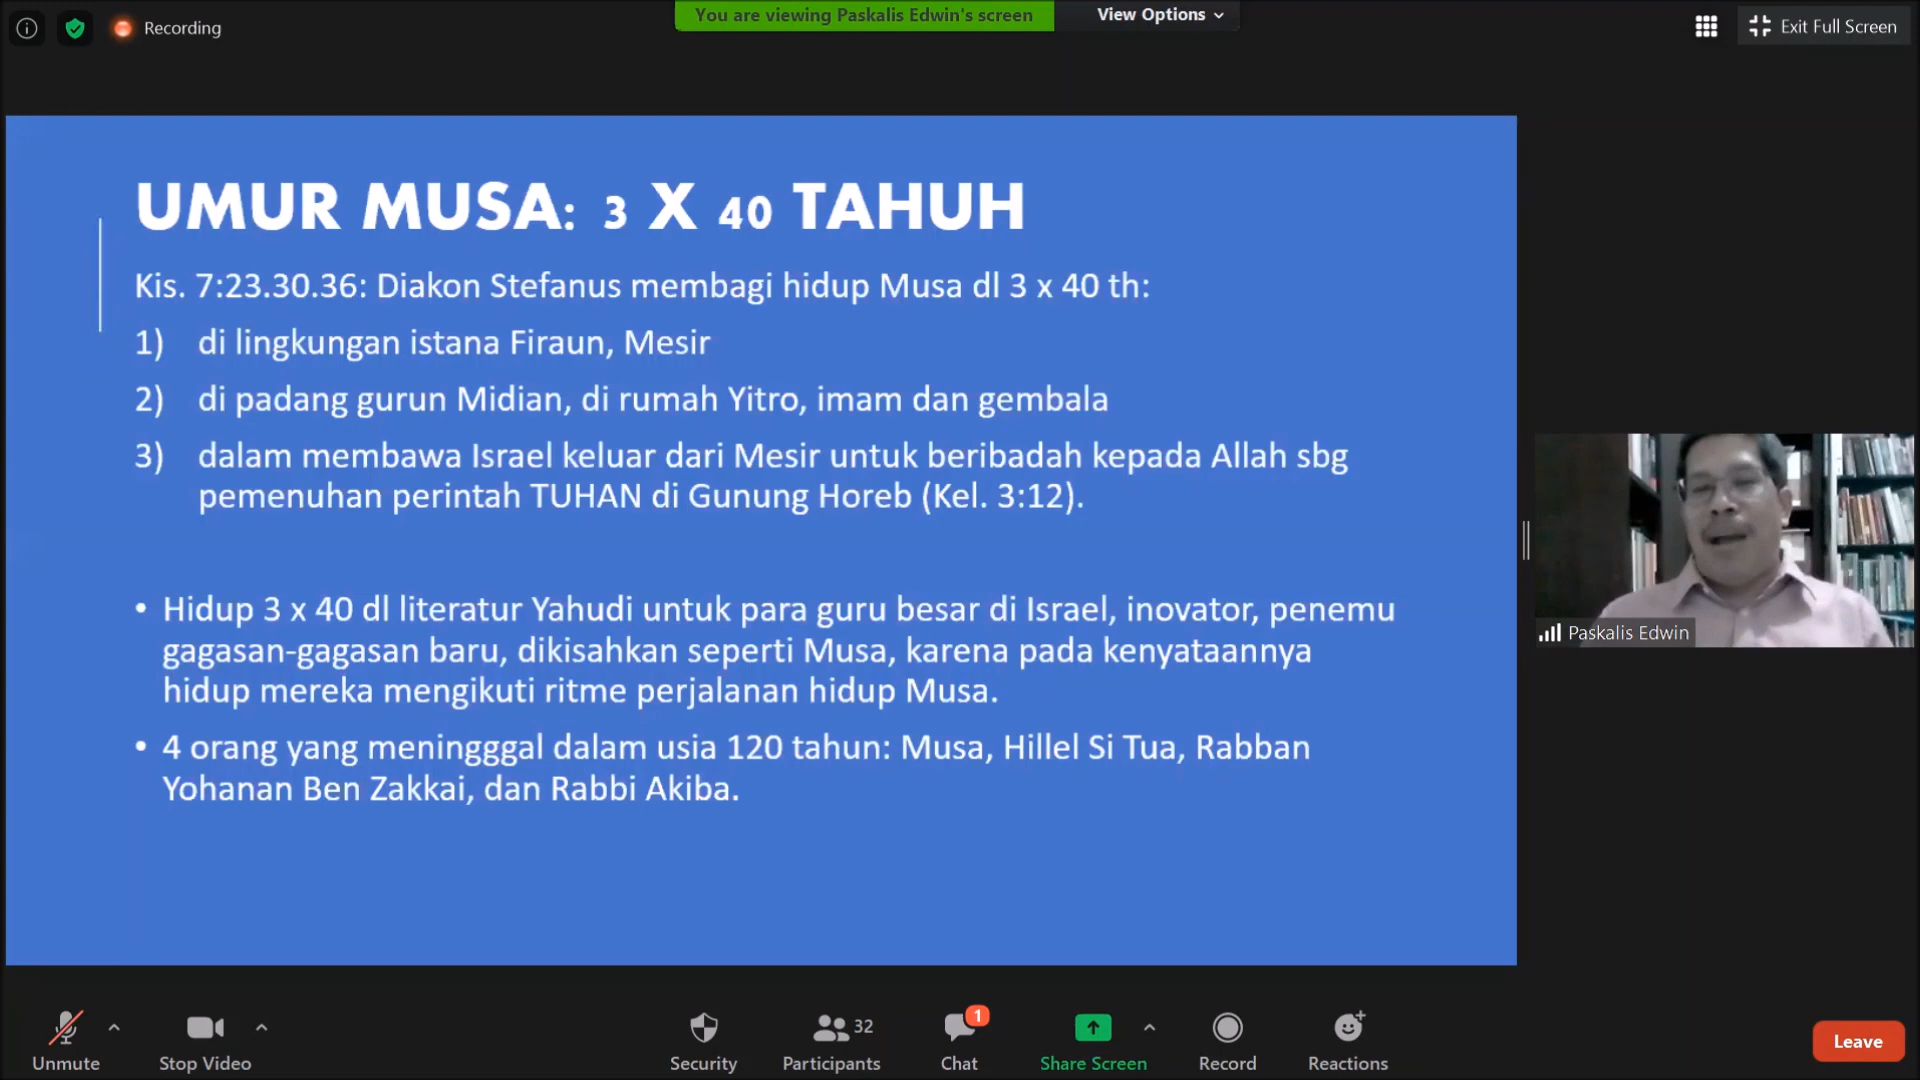 Recording
You are viewing Paskalis Edwin's screen
View Options
Exit Full Screen
UMUR MUSA: 3 X 40 TAHUH
Kis. 7:23.30.36: Diakon Stefanus membagi hidup Musa dl 3 x 40 th:
1) di lingkungan istana Firaun, Mesir
2) di padang gurun Midian, di rumah Yitro, imam dan gembala
3) dalam membawa Israel keluar dari Mesir untuk beribadah kepada Allah sbg
pemenuhan perintah TUHAN di Gunung Horeb (Kel. 3:12).
• Hidup 3 x 40 dl literatur Yahudi untuk para guru besar di Israel, inovator, penemu
gagasan-gagasan baru, dikisahkan seperti Musa, karena pada kenyataannya
hidup mereka mengikuti ritme perjalanan hidup Musa.
• 4 orang yang meningggal dalam usia 120 tahun: Musa, Hillel Si Tua, Rabban
Yohanan Ben Zakkai, dan Rabbi Akiba.
Paskalis Edwin
Unmute
Stop Video
Security
Participants
32
Chat
1
Share Screen
Record
Reactions
Leave